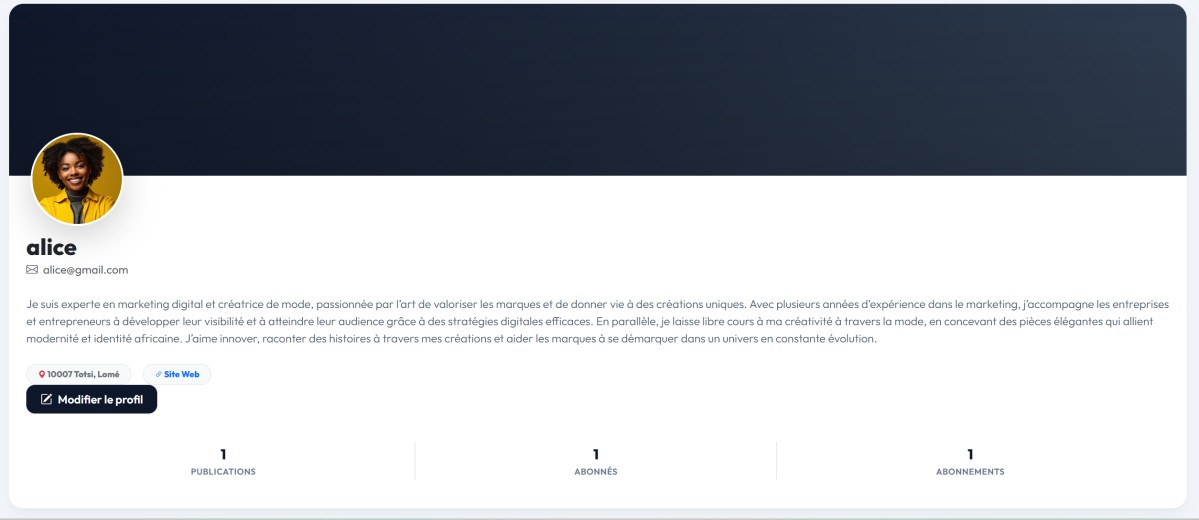 alice
alice@gmail.com
Je suis experte en marketing digital et créatrice de mode, passionnée par l'art de valoriser les marques et de donner vie à des créations uniques. Avec plusieurs années d'expérience dans le marketing, j'accompagne les entreprises
et entrepreneurs à développer leur visibilité et à atteindre leur audience grâce à des stratégies digitales efficaces. En parallèle, je laisse libre cours à ma créativité à travers la mode, en concevant des pièces élégantes qui allient
modernité et identité africaine. J'aime innover, raconter des histoires à travers mes créations et aider les marques à se démarquer dans un univers en constante évolution.
10007 Totsi, Lomé Site Web
Modifier le profil
1 1 1
PUBLICATIONS ABONNÉS ABONNEMENTS